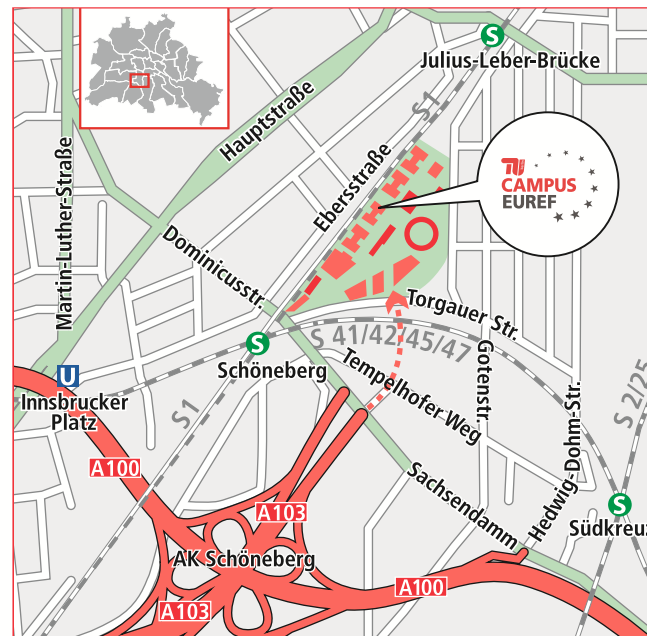 S
Julius-Leber-Brücke
S1
Hauptstraße
Martin-Luther-Straße
Ebersstraße
TU
CAMPUS
EUREF
Dominicusstr.
Torgauer Str.
S 41/42/45/47
S
Schöneberg
Tempelhofer Weg
Gotenstr.
U
Innsbrucker
Platz
S1
S 2/25
Hedwig-Dohm-Str.
A100
Sachsendamm
S
Südkreuz
A103
AK Schöneberg
A100
A103